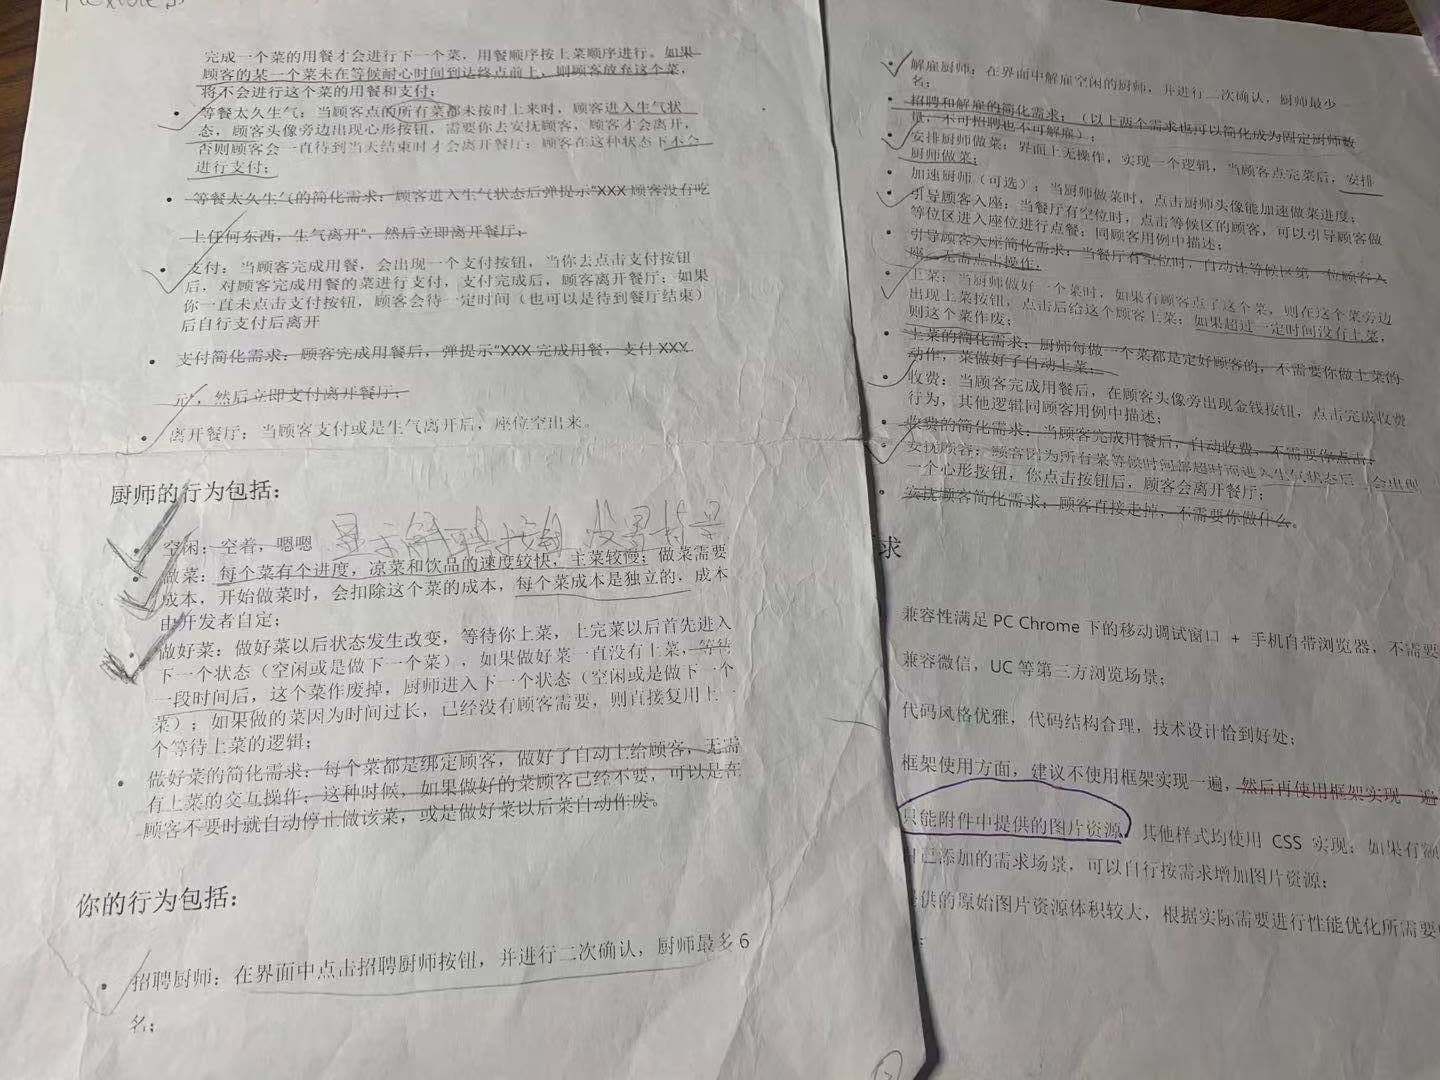 完成一个菜的用餐才会进行下一个菜，用餐顺序按上菜顺序进行。如果
顾客的某一个菜未在等候耐心时间到达终点前上，则顾客放弃这个菜，
将不会进行这个菜的用餐和支付；
等餐太久生气：当顾客点的所有菜都未按时上来时，顾客进入生气状
态，顾客头像旁边出现心形按钮，需要你去安抚顾客，顾客才会离开，
否则顾客会一直待到当天结束时才会离开餐厅；顾客在这种状态下不会
进行支付；
等餐太久生气的简化需求：顾客进入生气状态后弹提示“XXX 顾客没有吃
上任何东西，生气离开”，然后立即离开餐厅；
支付：当顾客完成用餐，会出现一个支付按钮，当你去点击支付按钮
后，对顾客完成用餐的菜进行支付，支付完成后，顾客离开餐厅；如果
你一直未点击支付按钮，顾客会待一定时间（也可以是待到餐厅结束）
后自行支付后离开
支付简化需求：顾客完成用餐后，弹提示“XXX 完成用餐，支付 XXX
元”，然后立即支付离开餐厅；
离开餐厅：当顾客支付或是生气离开后，座位空出来。
厨师的行为包括：
空闲：空着，嗯嗯
做菜：每个菜有个进度，凉菜和饮品的速度较快，主菜较慢；做菜需要
成本，开始做菜时，会扣除这个菜的成本，每个菜成本是独立的，成本
由开发者自定；
做好菜：做好菜以后状态发生改变，等待你上菜，上完菜以后首先进入
下一个状态（空闲或是做下一个菜），如果做好菜一直没有上菜，等待
一段时间后，这个菜作废掉，厨师进入下一个状态（空闲或是做下一个
菜）；如果做的菜因为时间过长，已经没有顾客需要，则直接复用上一
个等待上菜的逻辑；
做好菜的简化需求：每个菜都是绑定顾客，做好了自动上给顾客，无需
有上菜的交互操作；这种时候，如果做好的菜顾客已经不要，可以是在
顾客不要时就自动停止做该菜，或是做好菜以后菜自动作废。
你的行为包括：
招聘厨师：在界面中点击招聘厨师按钮，并进行二次确认，厨师最多 6
名；
解雇厨师：在界面中解雇空闲的厨师，并进行二次确认，厨师最少
名；
招聘和解雇的简化需求：（以上两个需求也可以简化成为固定厨师数
量，不可招聘也不可解雇）；
安排厨师做菜：界面上无操作，实现一个逻辑，当顾客点完菜后，安排
厨师做菜；
加速厨师（可选）：当厨师做菜时，点击厨师头像能加速做菜进度；
引导顾客入座：当餐厅有空位时，点击等候区的顾客，可以引导顾客做
等位区进入座位进行点餐；同顾客用例中描述；
引导顾客入座简化需求：当餐厅有空位时，自动让等候区第一位顾客入
座，无需点击操作；
上菜：当厨师做好一个菜时，如果有顾客点了这个菜，则在这个菜旁边
出现上菜按钮，点击后给这个顾客上菜；如果超过一定时间没有上菜，
则这个菜作废；
上菜的简化需求：厨师每做一个菜都是定好顾客的，不需要你做上菜的
动作，菜做好了自动上菜；
收费：当顾客完成用餐后，在顾客头像旁出现金钱按钮，点击完成收费
行为，其他逻辑同顾客用例中描述；
收费的简化需求：当顾客完成用餐后，自动收费，不需要你点击；
安抚顾客：顾客因为所有菜等候时间都超时而进入生气状态后，会出现
一个心形按钮，你点击按钮后，顾客会离开餐厅；
安抚顾客简化需求：顾客直接走掉，不需要你做什么。
求
兼容性满足 PC Chrome 下的移动调试窗口 + 手机自带浏览器，不需要
兼容微信，UC 等第三方浏览场景；
代码风格优雅，代码结构合理，技术设计恰到好处；
框架使用方面，建议不使用框架实现一遍，然后再使用框架实现一遍
只能附件中提供的图片资源，其他样式均使用 CSS 实现；如果有额
自己添加的需求场景，可以自行按需求增加图片资源；
提供的原始图片资源体积较大，根据实际需要进行性能优化所需要